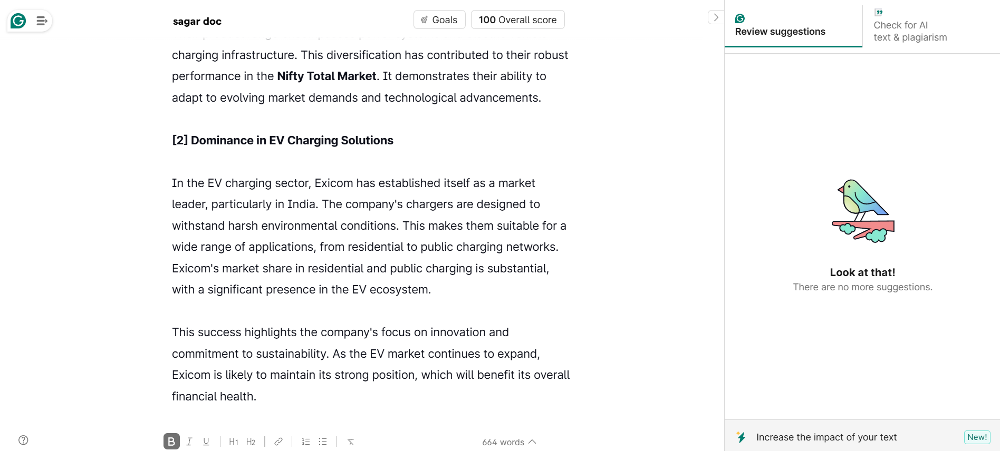 sagar doc
Goals
100 Overall score
Review suggestions
Check for AI
text & plagiarism
charging infrastructure. This diversification has contributed to their robust
performance in the Nifty Total Market. It demonstrates their ability to
adapt to evolving market demands and technological advancements.
[2] Dominance in EV Charging Solutions
In the EV charging sector, Exicom has established itself as a market
leader, particularly in India. The company's chargers are designed to
withstand harsh environmental conditions. This makes them suitable for a
wide range of applications, from residential to public charging networks.
Exicom's market share in residential and public charging is substantial,
with a significant presence in the EV ecosystem.
This success highlights the company's focus on innovation and
commitment to sustainability. As the EV market continues to expand,
Exicom is likely to maintain its strong position, which will benefit its overall
financial health.
Look at that!
There are no more suggestions.
B I U H1 H2
664 words
Increase the impact of your text
New!